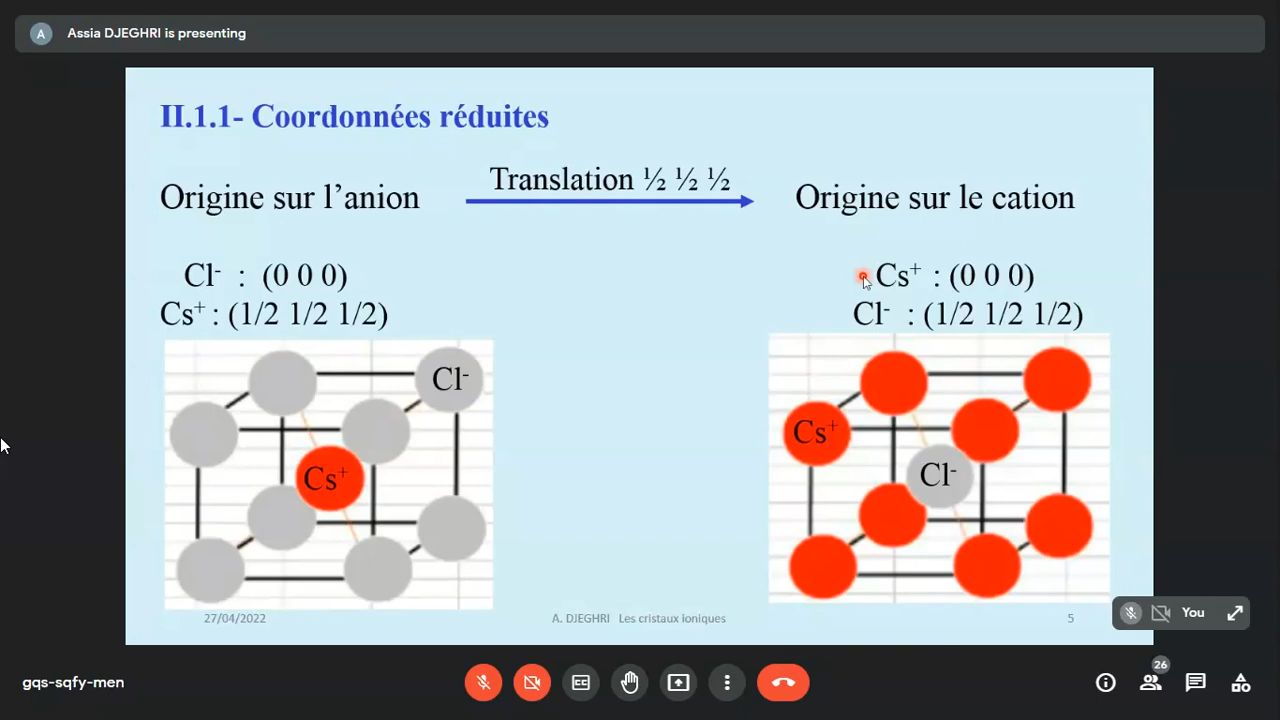 A
Assia DJEGHRI is presenting
II.1.1- Coordonnées réduites
Translation ½ ½ ½
Origine sur l'anion
Origine sur le cation
Cl⁻ : (0 0 0)
Cs⁺ : (1/2 1/2 1/2)
Cs⁺ : (0 0 0)
Cl⁻ : (1/2 1/2 1/2)
Cl⁻
Cs⁺
Cs⁺
Cl⁻
27/04/2022
A. DJEGHRI Les cristaux ioniques
5
You
gqs-sqfy-men
CC
26